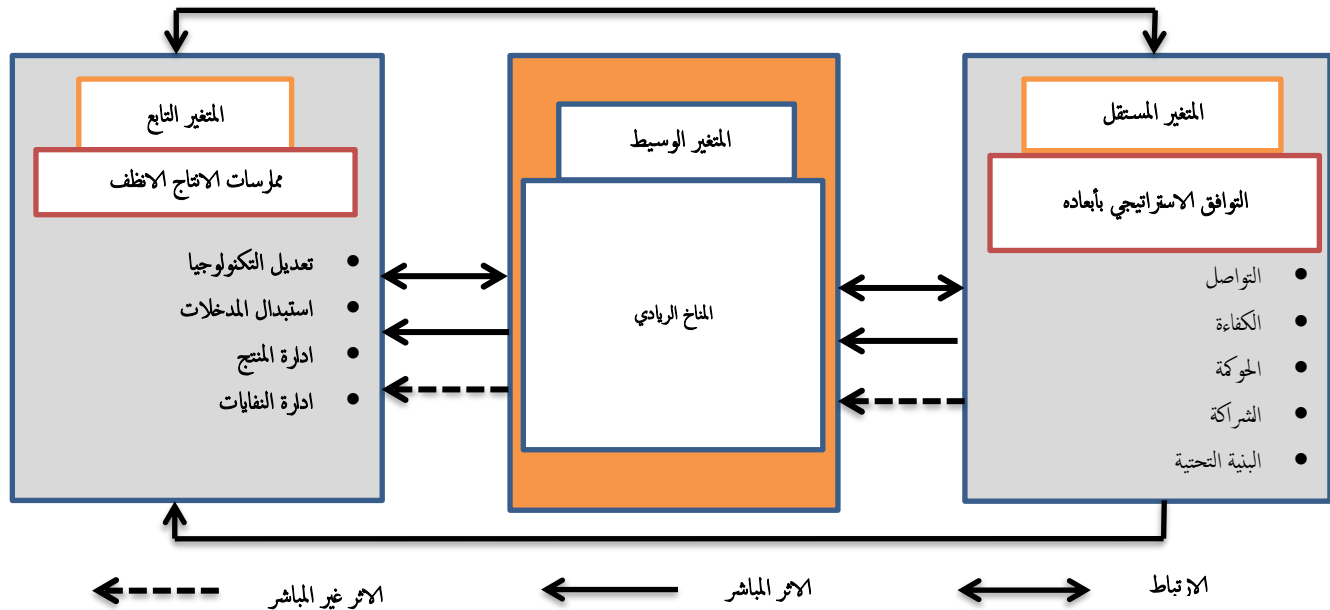 المتغير المستقل
التوافق الاستراتيجي بأبعاده
التواصل
الكفاءة
الحوكمة
الشراكة
البنية التحتية
المتغير الوسيط
المناخ الريادي
المتغير التابع
ممارسات الانتاج الانظف
تعديل التكنولوجيا
استبدال المدخلات
ادارة المنتج
ادارة النفايات
الارتباط
الاثر المباشر
الاثر غير المباشر